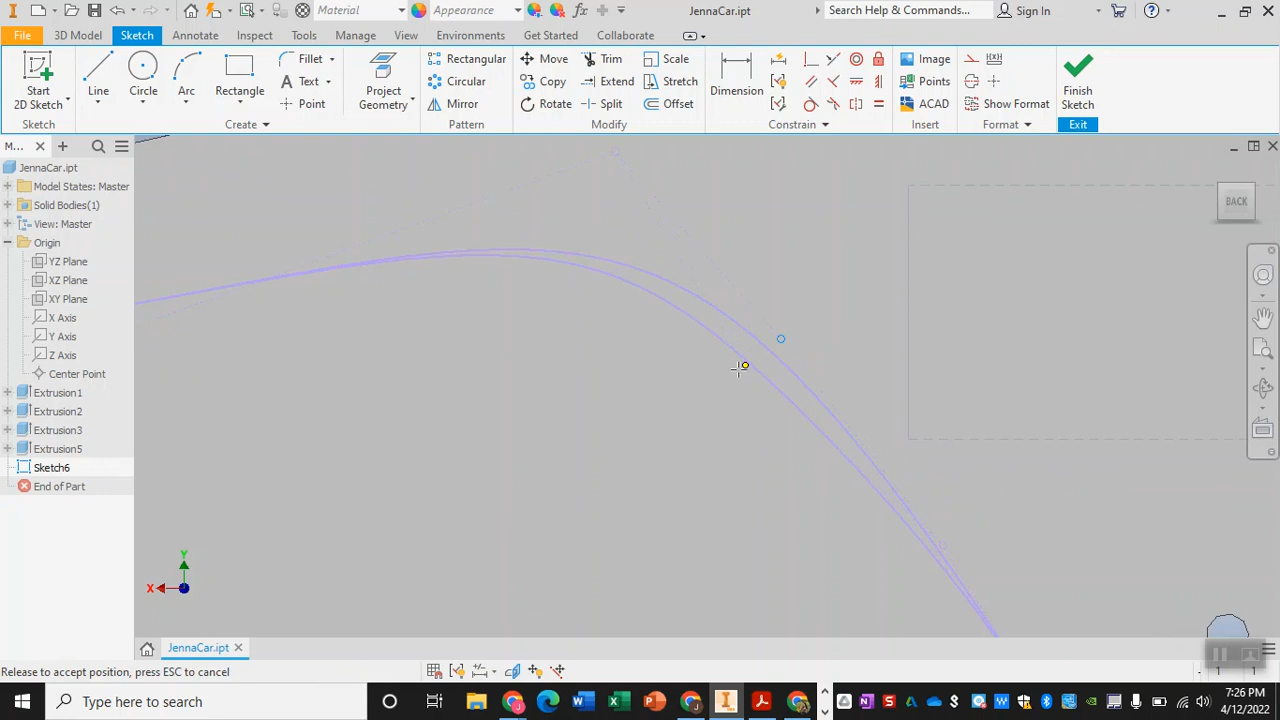 Material
Appearance
JennaCar.ipt
Search Help & Commands...
Sign In
File
3D Model
Sketch
Annotate
Inspect
Tools
Manage
View
Environments
Get Started
Collaborate
Start
2D Sketch
Line
Circle
Arc
Rectangle
Fillet
Text
Point
Project
Geometry
Rectangular
Circular
Mirror
Move
Copy
Rotate
Trim
Extend
Split
Scale
Stretch
Offset
Dimension
Image
Points
ACAD
Show Format
Finish
Sketch
Sketch
Create
Pattern
Modify
Constrain
Insert
Format
Exit
M...
JennaCar.ipt
Model States: Master
Solid Bodies(1)
View: Master
Origin
YZ Plane
XZ Plane
XY Plane
X Axis
Y Axis
Z Axis
Center Point
Extrusion1
Extrusion2
Extrusion3
Extrusion5
Sketch6
End of Part
BACK
Y
X
JennaCar.ipt
Release to accept position, press ESC to cancel
1
1
Type here to search
7:26 PM
4/12/2022